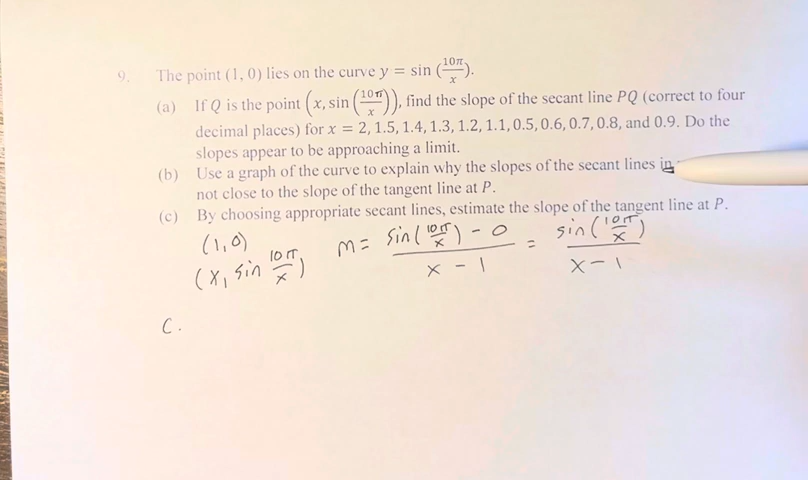 9. The point (1, 0) lies on the curve y = sin (10π/x).
(a) If Q is the point (x, sin (10π/x)), find the slope of the secant line PQ (correct to four
decimal places) for x = 2, 1.5, 1.4, 1.3, 1.2, 1.1, 0.5, 0.6, 0.7, 0.8, and 0.9. Do the
slopes appear to be approaching a limit.
(b) Use a graph of the curve to explain why the slopes of the secant lines in
not close to the slope of the tangent line at P.
(c) By choosing appropriate secant lines, estimate the slope of the tangent line at P.
(1,0) m = (sin(10π/x) - 0)/(x - 1) = sin(10π/x)/(x - 1)
(x, sin 10π/x)
C.